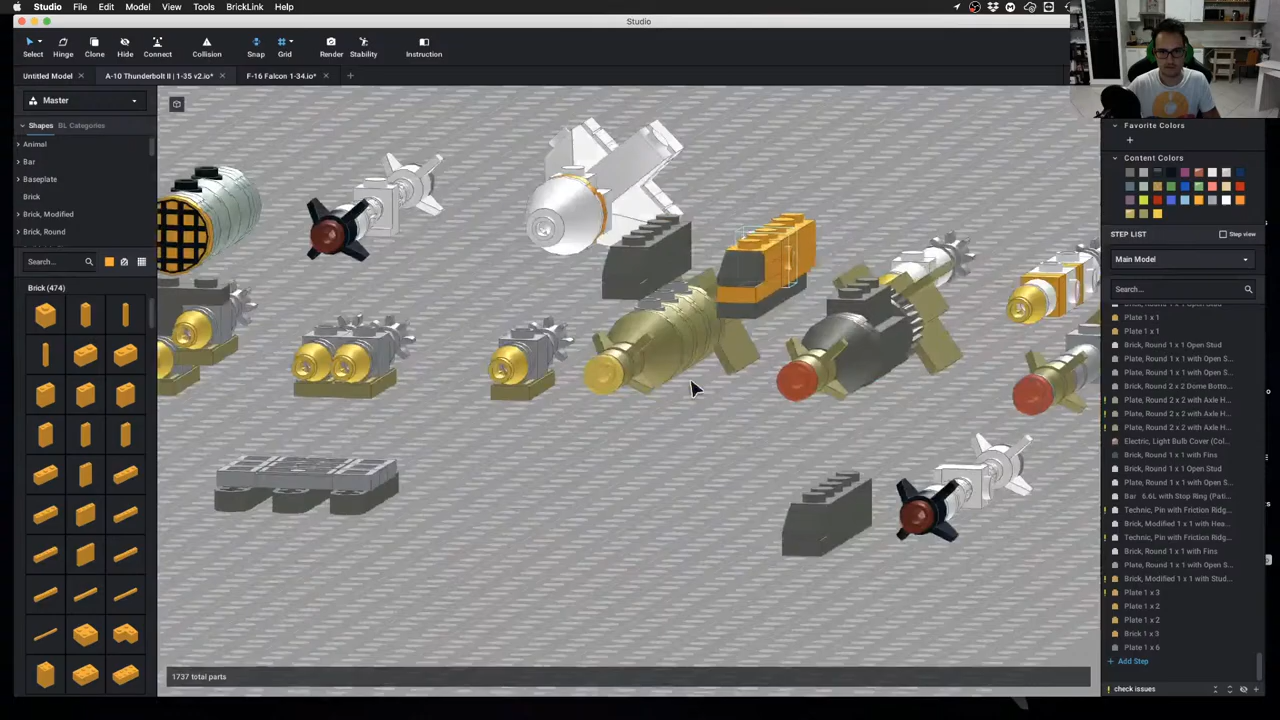 Studio File Edit Model View Tools BrickLink Help
Studio
Select Hinge Clone Hide Connect Collision Snap Grid Render Stability Instruction
Untitled Model A-10 Thunderbolt II | 1-35 v2.io* F-16 Falcon 1-34.io*
Master
Shapes BL Categories
Animal
Bar
Baseplate
Brick
Brick, Modified
Brick, Round
Search...
Brick (474)
1737 total parts
Favorite Colors
Content Colors
STEP LIST Step view
Main Model
Search...
Brick, Round 1 x 1 Open Stud
Plate 1 x 1
Plate 1 x 1
Brick, Round 1 x 1 Open Stud
Plate, Round 1 x 1 with Open S...
Plate, Round 1 x 1 with Open S...
Brick, Round 2 x 2 Dome Botto...
Plate, Round 2 x 2 with Axle H...
Plate, Round 2 x 2 with Axle H...
Plate, Round 2 x 2 with Axle H...
Electric, Light Bulb Cover (Col...
Brick, Round 1 x 1 with Fins
Brick, Round 1 x 1 Open Stud
Plate, Round 1 x 1 with Open S...
Bar 6.6L with Stop Ring (Pati...
Technic, Pin with Friction Ridg...
Brick, Modified 1 x 1 with Hea...
Technic, Pin with Friction Ridg...
Brick, Round 1 x 1 with Fins
Plate, Round 1 x 1 with Open S...
Brick, Modified 1 x 1 with Stud...
Plate 1 x 3
Plate 1 x 2
Plate 1 x 2
Brick 1 x 3
Plate 1 x 6
+ Add Step
check issues